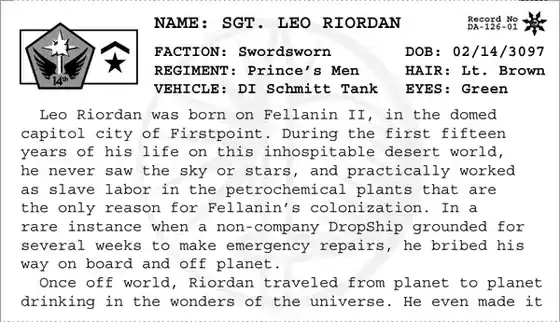 NAME: SGT. LEO RIORDAN
Record No
DA-126-01
FACTION: Swordsworn
DOB: 02/14/3097
REGIMENT: Prince's Men
HAIR: Lt. Brown
VEHICLE: DI Schmitt Tank
EYES: Green
14th
Leo Riordan was born on Fellanin II, in the domed
capitol city of Firstpoint. During the first fifteen
years of his life on this inhospitable desert world,
he never saw the sky or stars, and practically worked
as slave labor in the petrochemical plants that are
the only reason for Fellanin's colonization. In a
rare instance when a non-company DropShip grounded for
several weeks to make emergency repairs, he bribed his
way on board and off planet.
Once off world, Riordan traveled from planet to planet
drinking in the wonders of the universe. He even made it